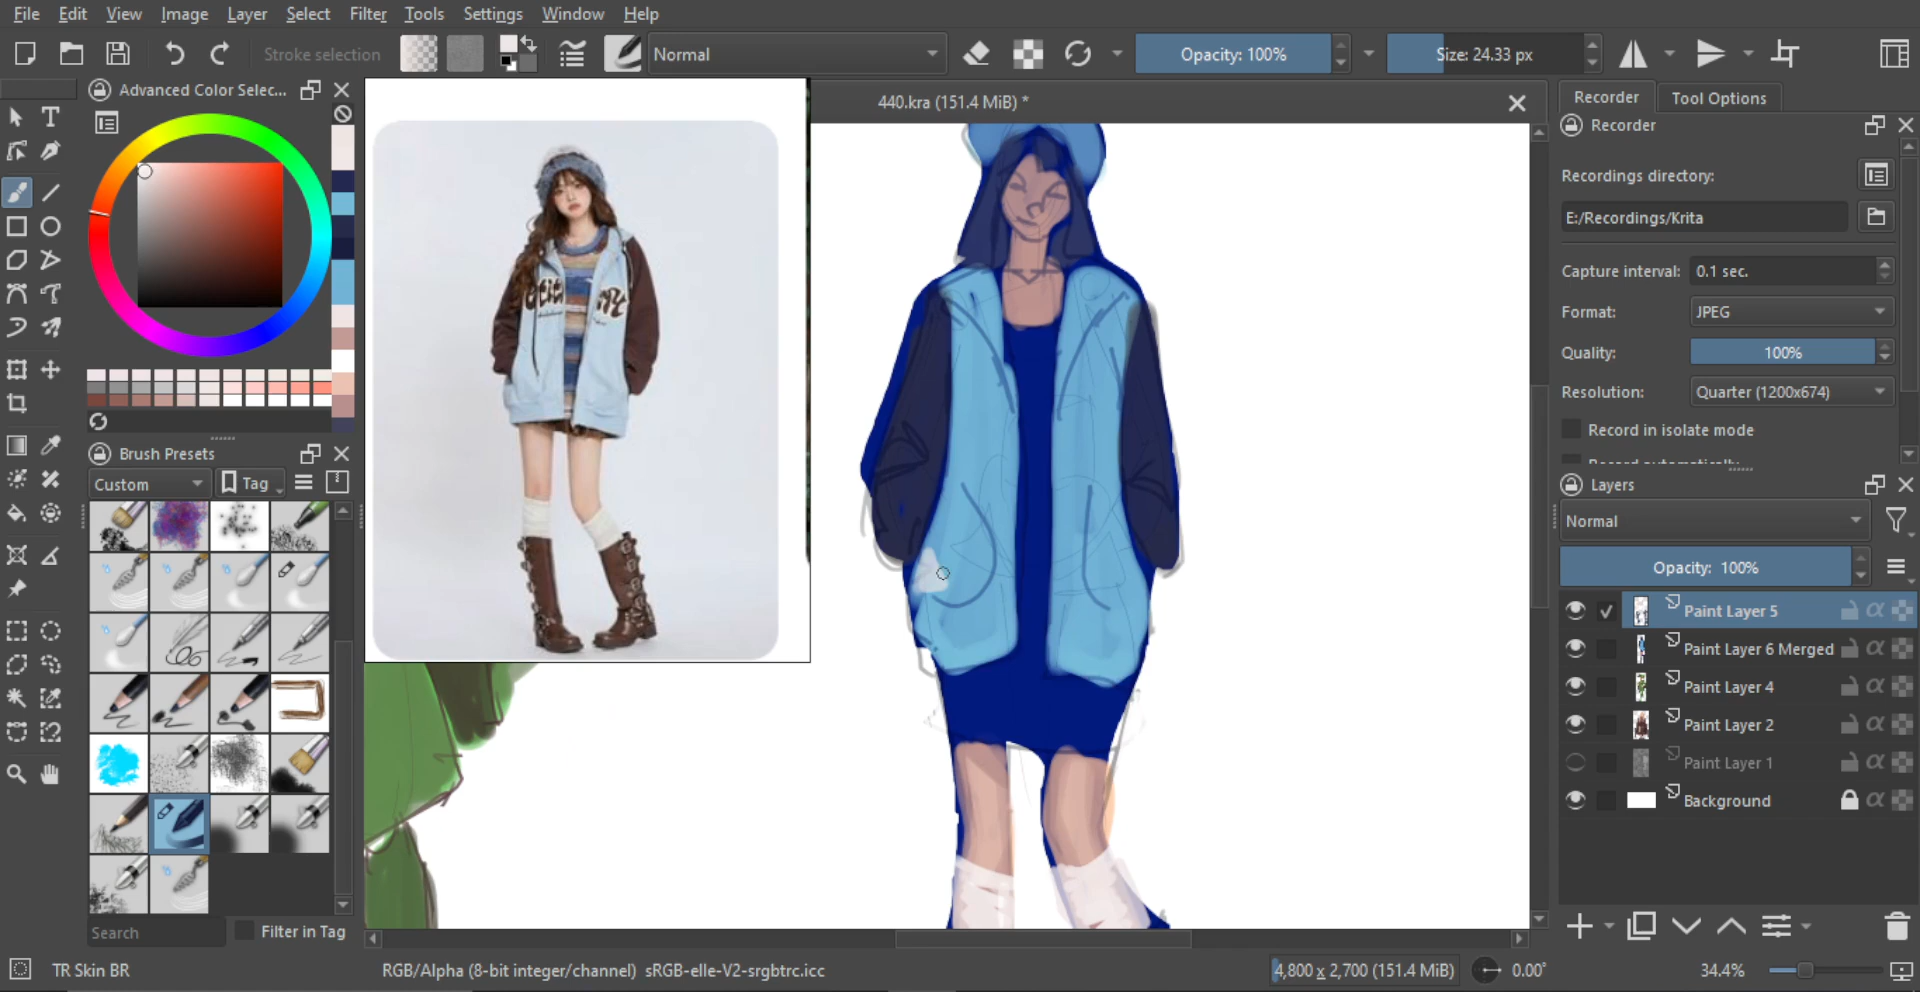 File Edit View Image Layer Select Filter Tools Settings Window Help
Stroke selection Normal Opacity: 100% Size: 24.33 px
Advanced Color Selec...
440.kra (151.4 MiB) *
Recorder Tool Options
Recorder
Recordings directory:
E:/Recordings/Krita
Capture interval: 0.1 sec.
Format: JPEG
Quality: 100%
Resolution: Quarter (1200x674)
Record in isolate mode
Brush Presets
Custom Tag
Layers
Normal
Opacity: 100%
Paint Layer 5
Paint Layer 6 Merged
Paint Layer 4
Paint Layer 2
Paint Layer 1
Background
Search Filter in Tag
TR Skin BR RGB/Alpha (8-bit integer/channel) sRGB-elle-V2-srgbtrc.icc 4,800 x 2,700 (151.4 MiB) 0.00° 34.4%